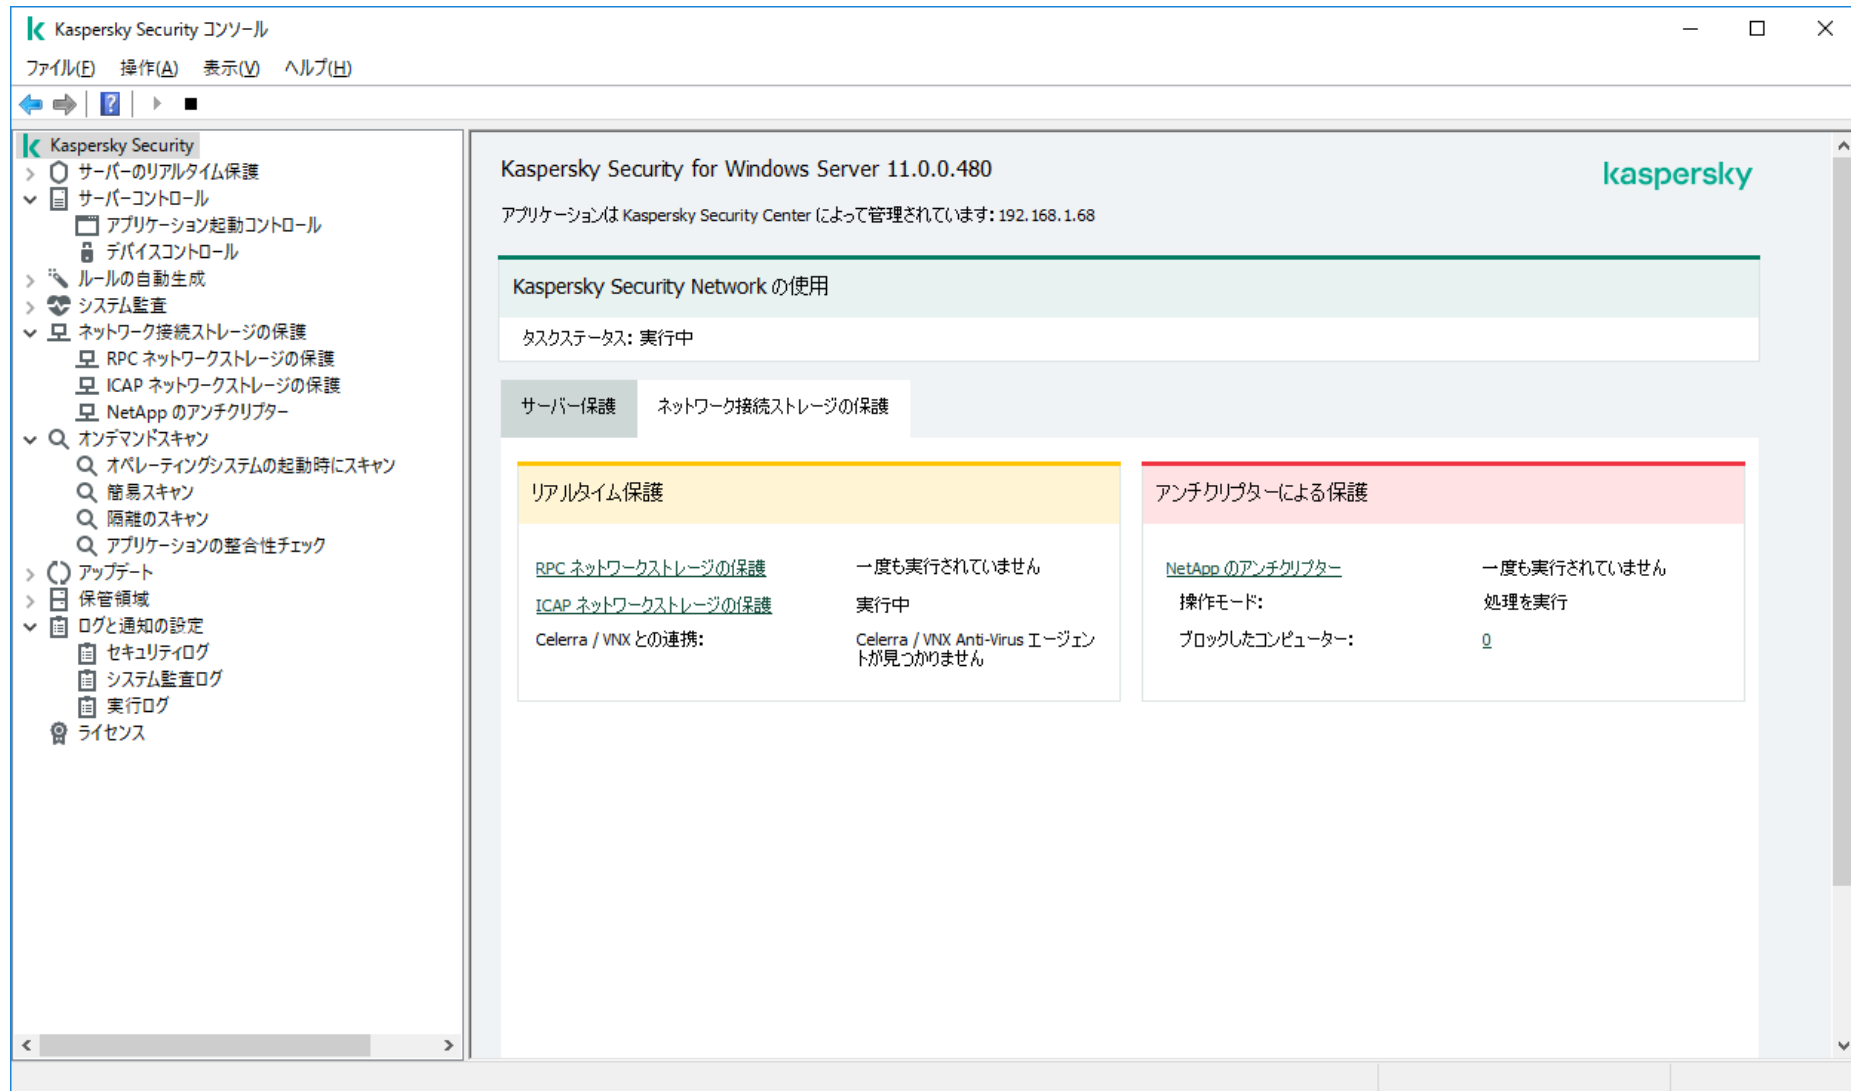 Kaspersky Security コンソール
ファイル(F) 操作(A) 表示(V) ヘルプ(H)
Kaspersky Security
サーバーのリアルタイム保護
サーバーコントロール
アプリケーション起動コントロール
デバイスコントロール
ルールの自動生成
システム監査
ネットワーク接続ストレージの保護
RPC ネットワークストレージの保護
ICAP ネットワークストレージの保護
NetApp のアンチクリプター
オンデマンドスキャン
オペレーティングシステムの起動時にスキャン
簡易スキャン
隔離のスキャン
アプリケーションの整合性チェック
アップデート
保管領域
ログと通知の設定
セキュリティログ
システム監査ログ
実行ログ
ライセンス
Kaspersky Security for Windows Server 11.0.0.480
kaspersky
アプリケーションは Kaspersky Security Center によって管理されています: 192.168.1.68
Kaspersky Security Network の使用
タスクステータス: 実行中
サーバー保護 ネットワーク接続ストレージの保護
リアルタイム保護
RPC ネットワークストレージの保護 一度も実行されていません
ICAP ネットワークストレージの保護 実行中
Celerra / VNX との連携: Celerra / VNX Anti-Virus エージェン
トが見つかりません
アンチクリプターによる保護
NetApp のアンチクリプター 一度も実行されていません
操作モード: 処理を実行
ブロックしたコンピューター: 0